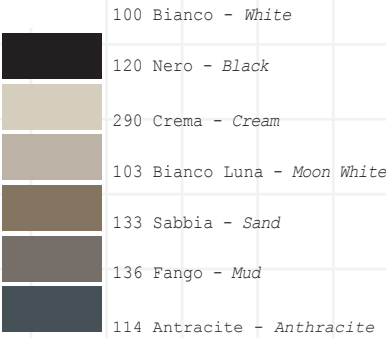 100 Bianco - White
120 Nero - Black
290 Crema - Cream
103 Bianco Luna - Moon White
133 Sabbia - Sand
136 Fango - Mud
114 Antracite - Anthracite